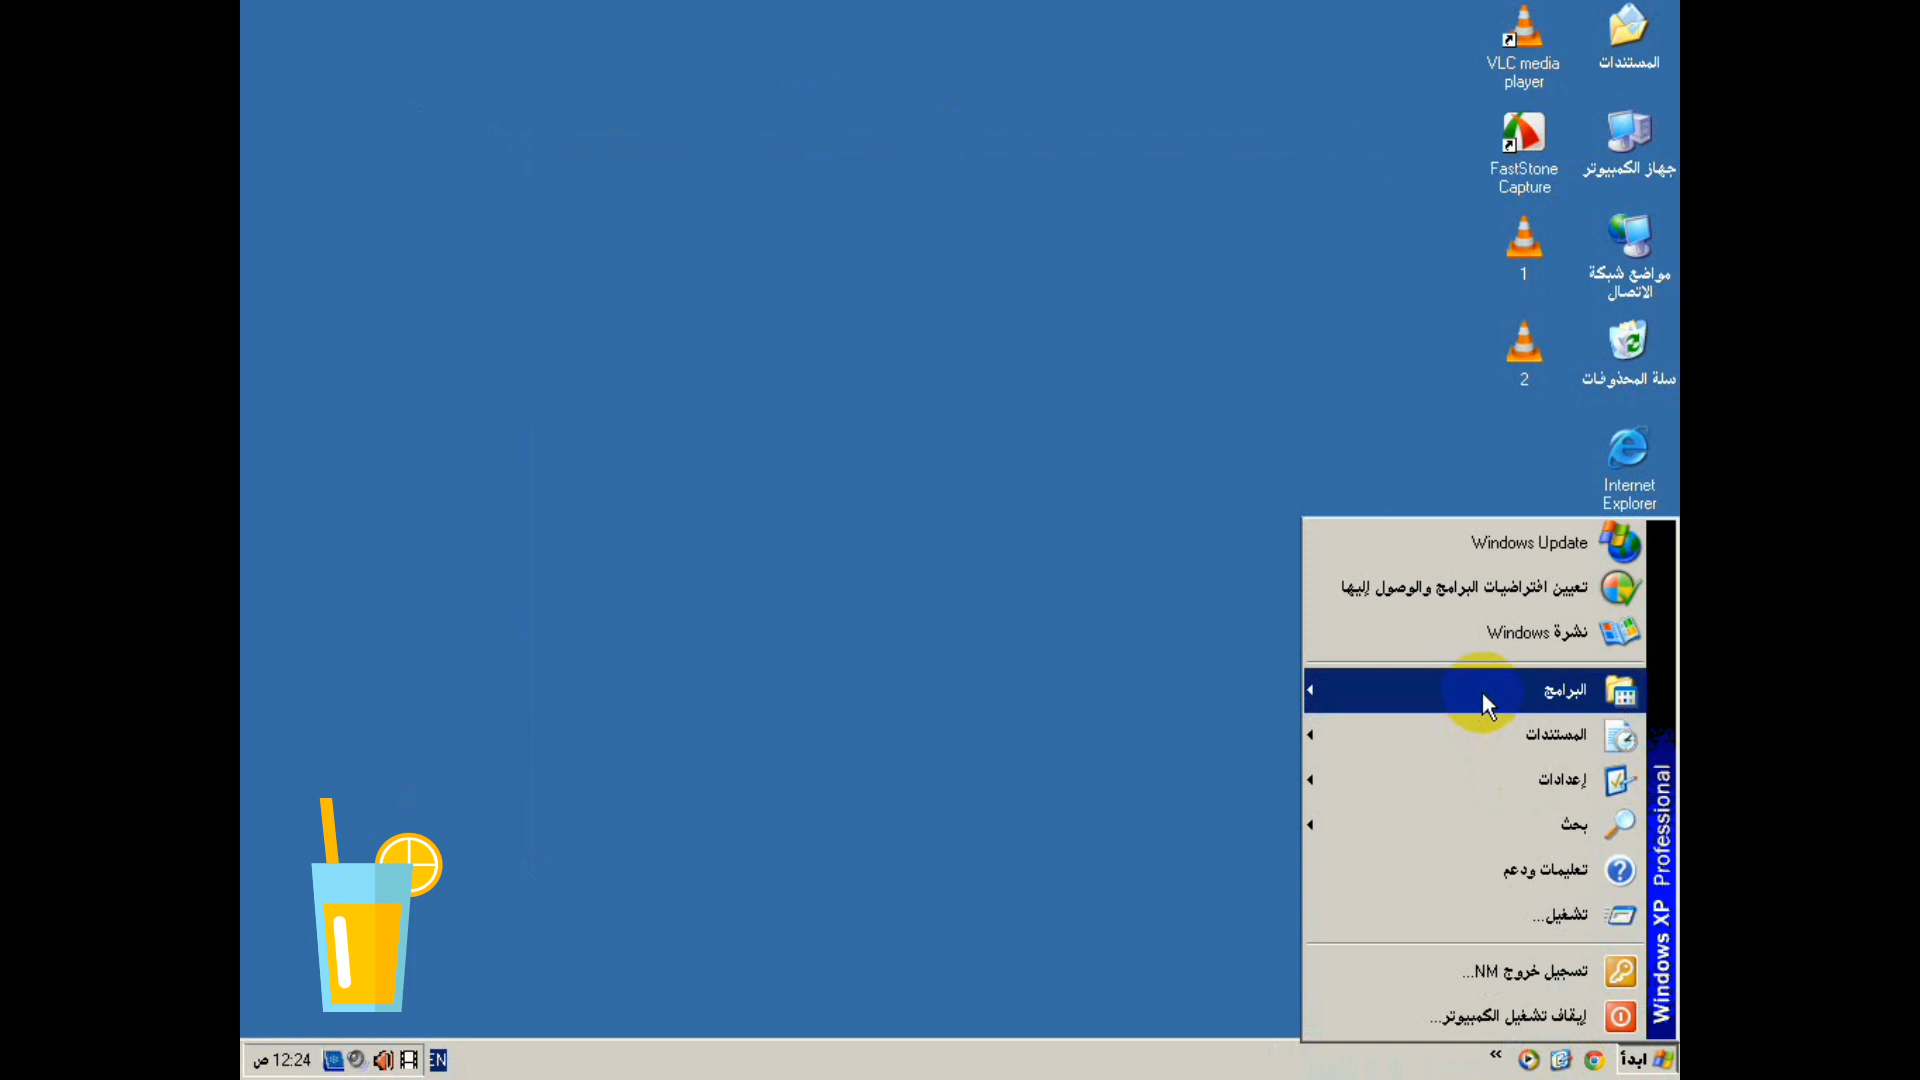 المستندات
جهاز الكمبيوتر
مواضع شبكة
الاتصال
سلة المحذوفات
Internet
Explorer
VLC media
player
FastStone
Capture
1
2
Windows Update
تعيين افتراضيات البرامج والوصول إليها
نشرة Windows
البرامج
المستندات
إعدادات
بحث
تعليمات ودعم
تشغيل...
تسجيل خروج NM...
إيقاف تشغيل الكمبيوتر...
Windows XP Professional
ابدأ
«
EN
12:24 ص